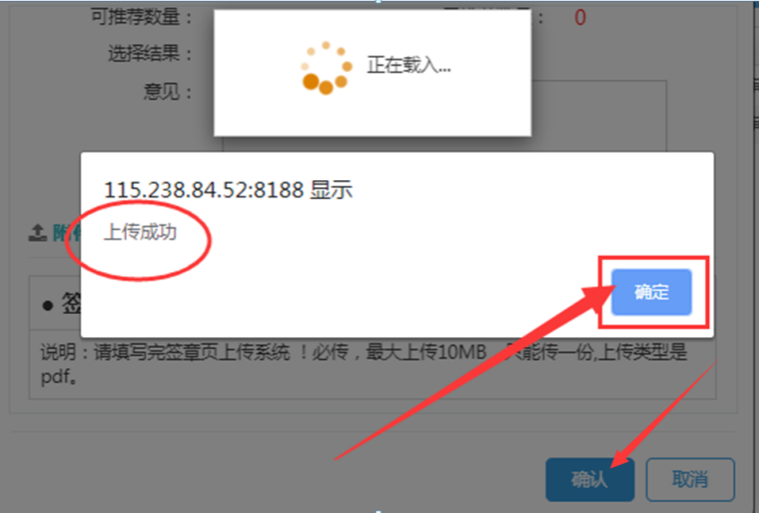 可推荐数量：
：
0
选择结果：
正在载入...
意见：
115.238.84.52:8188 显示
上传成功
附
确定
● 签
说明：请填写完签章页上传系统 ！必传，最大上传10MB 只能传一份,上传类型是
pdf。
确认
取消